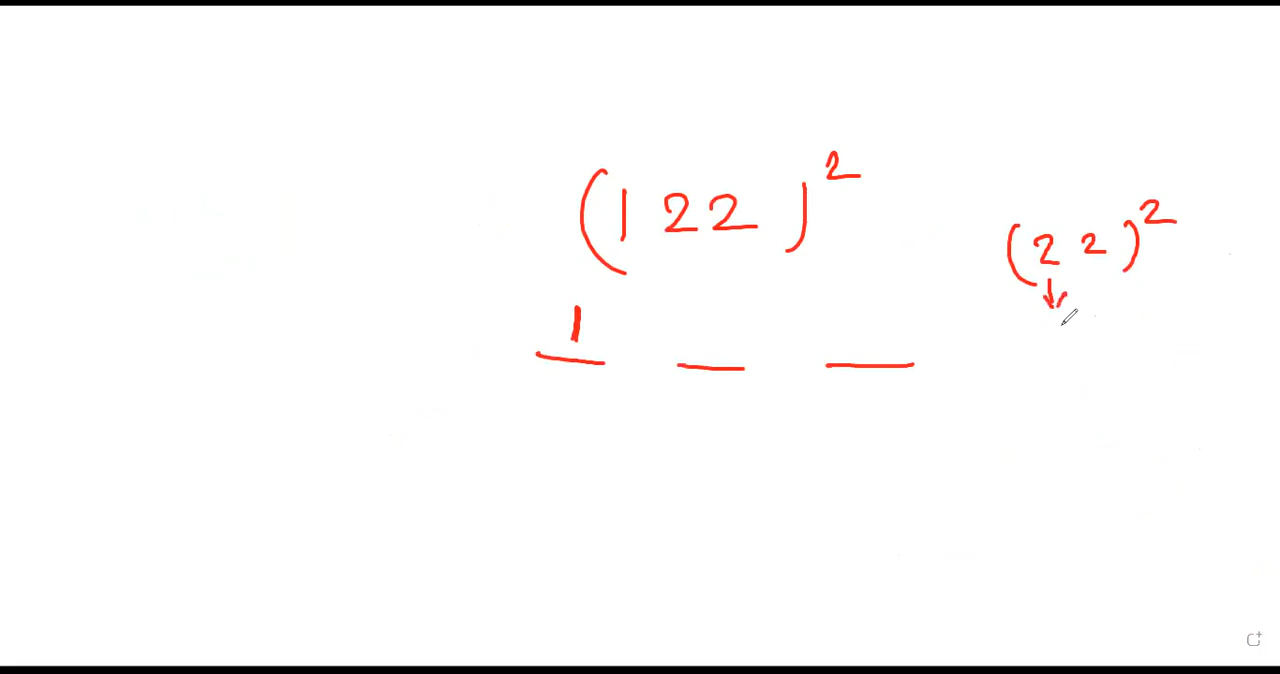 (122)²
(22)²
1 _ _